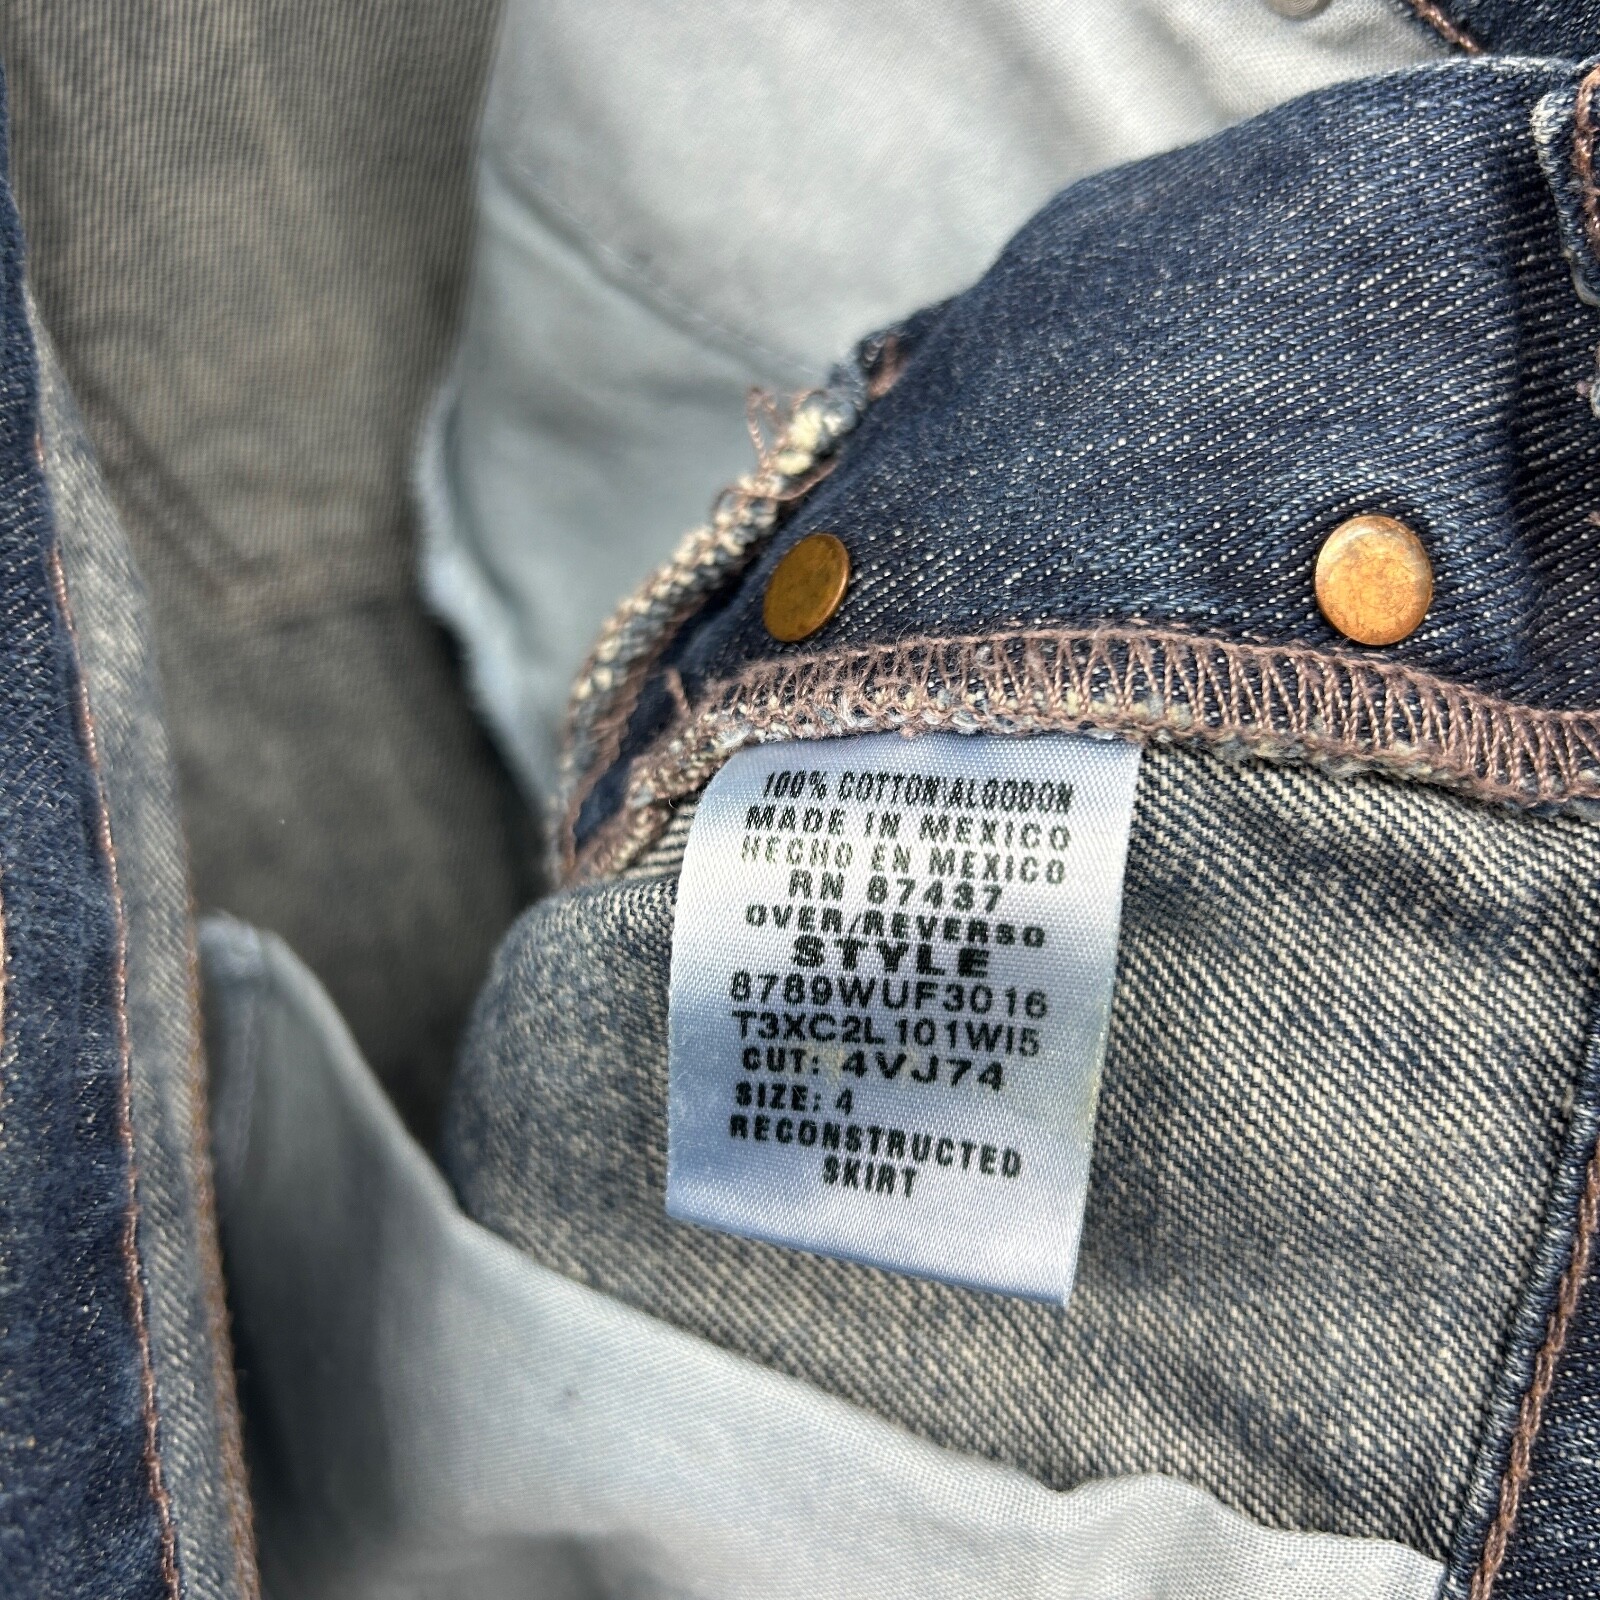 100% COTTON\ALGODON
MADE IN MEXICO
HECHO EN MEXICO
RN 87437
OVER/REVERSO
STYLE
8789WUF3016
T3XC2L101WI5
CUT: 4VJ74
SIZE: 4
RECONSTRUCTED
SKIRT